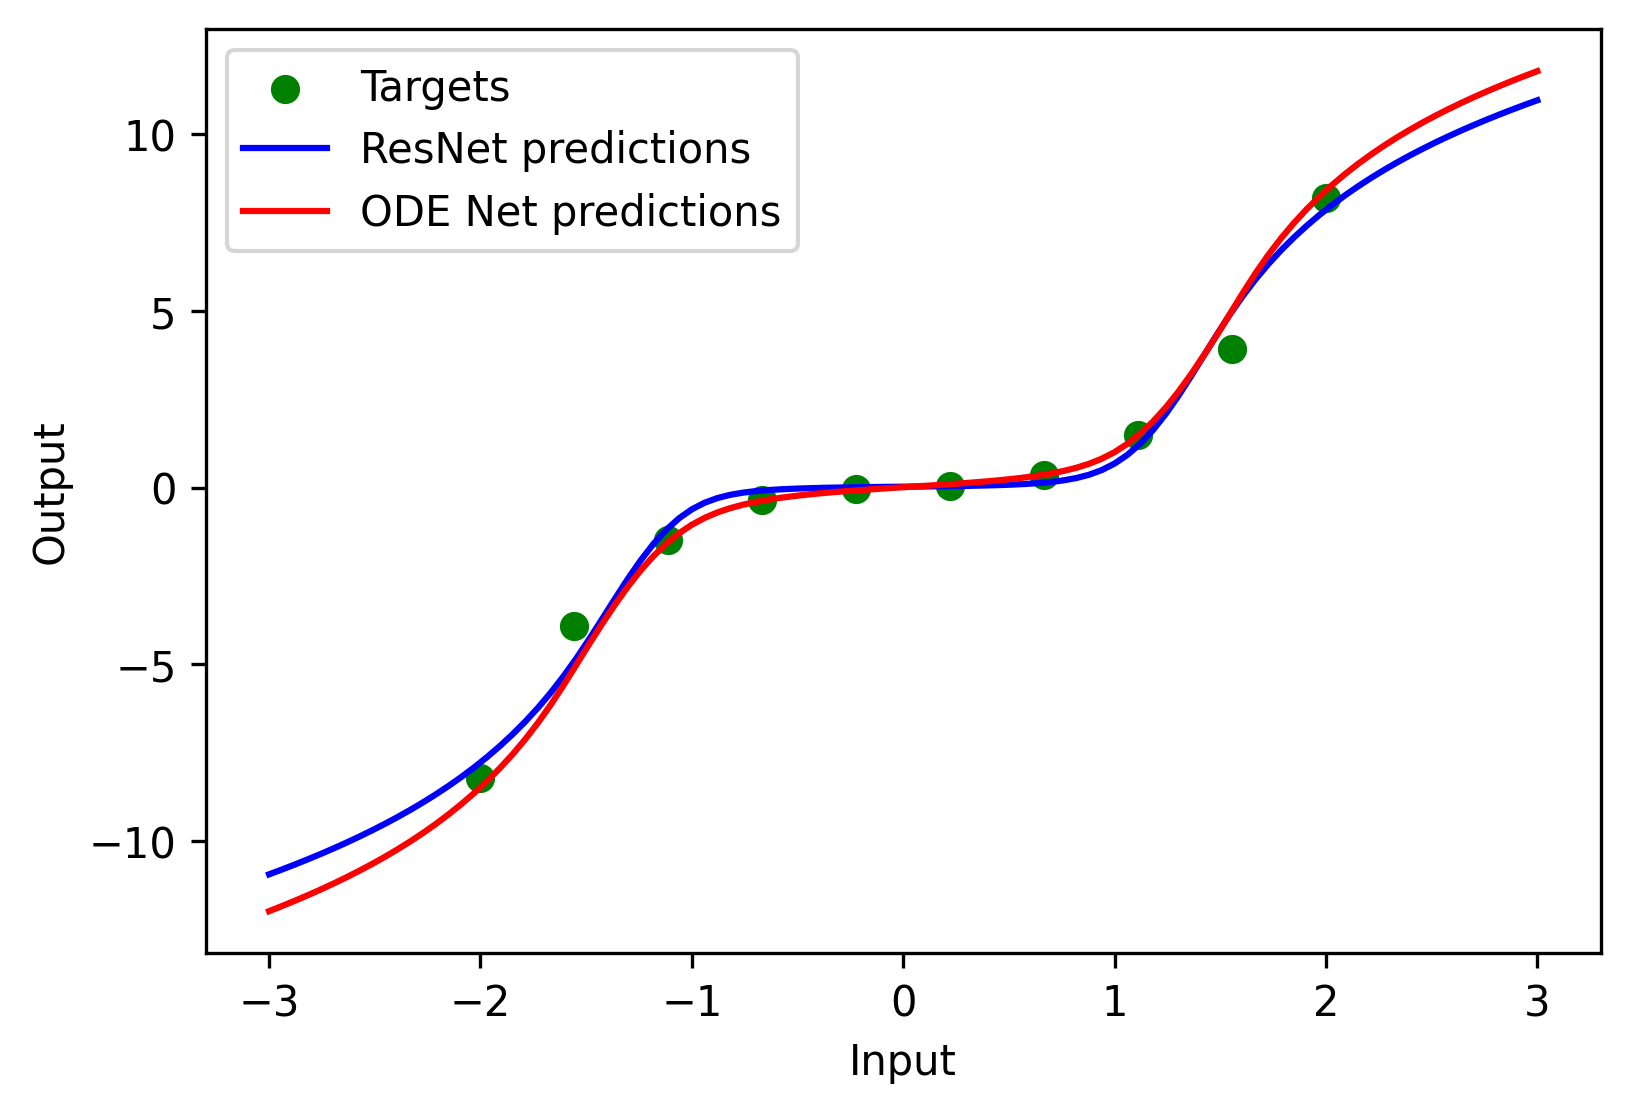 Targets
ResNet predictions
ODE Net predictions
10
5
0
−5
−10
Output
−3 −2 −1 0 1 2 3
Input